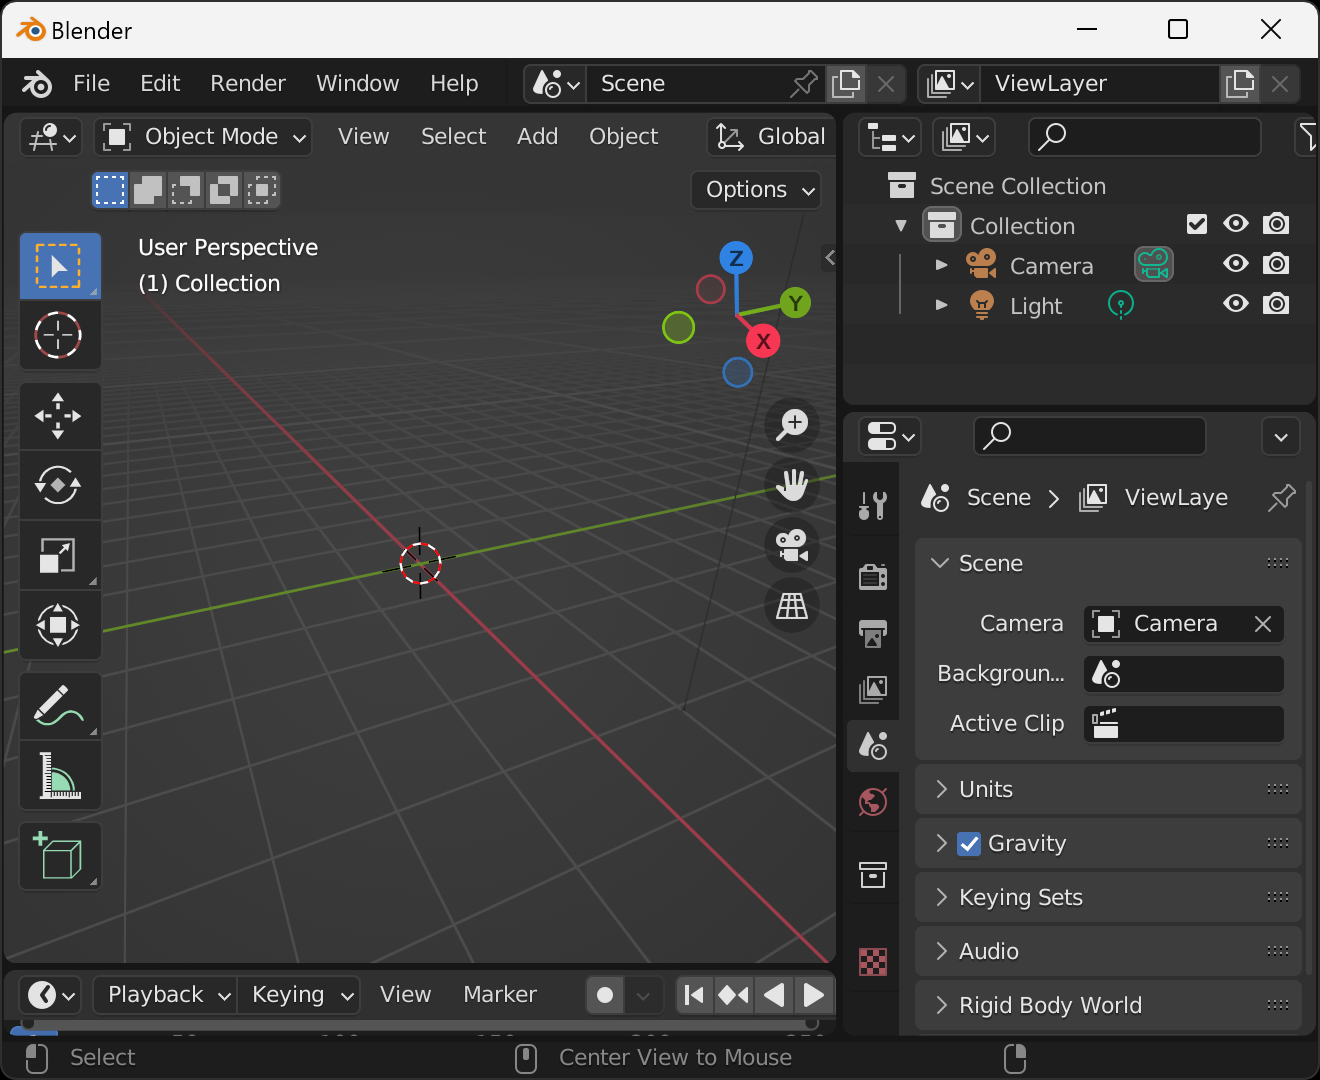 Blender
File Edit Render Window Help Scene ViewLayer
Object Mode View Select Add Object Global
Options
User Perspective
(1) Collection
Z
Y
X
Scene Collection
Collection
Camera
Light
Scene ViewLaye
Scene
Camera Camera
Backgroun...
Active Clip
Units
Gravity
Keying Sets
Audio
Rigid Body World
Playback Keying View Marker
Select Center View to Mouse